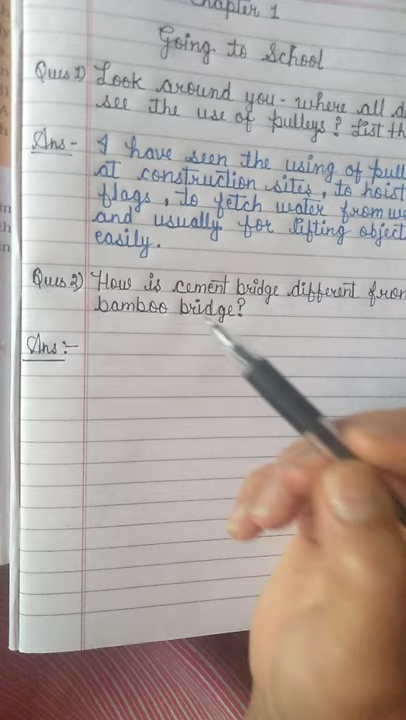 Chapter 1
Going to School
Ques 1) Look around you. where all d
see the use of pulleys? List th
Ans- I have seen the using of pull
at construction sites, to hoist
flags, to fetch water from w
and usually for lifting object
easily.
Ques 2) How is cement bridge different from
bamboo bridge?
Ans:-